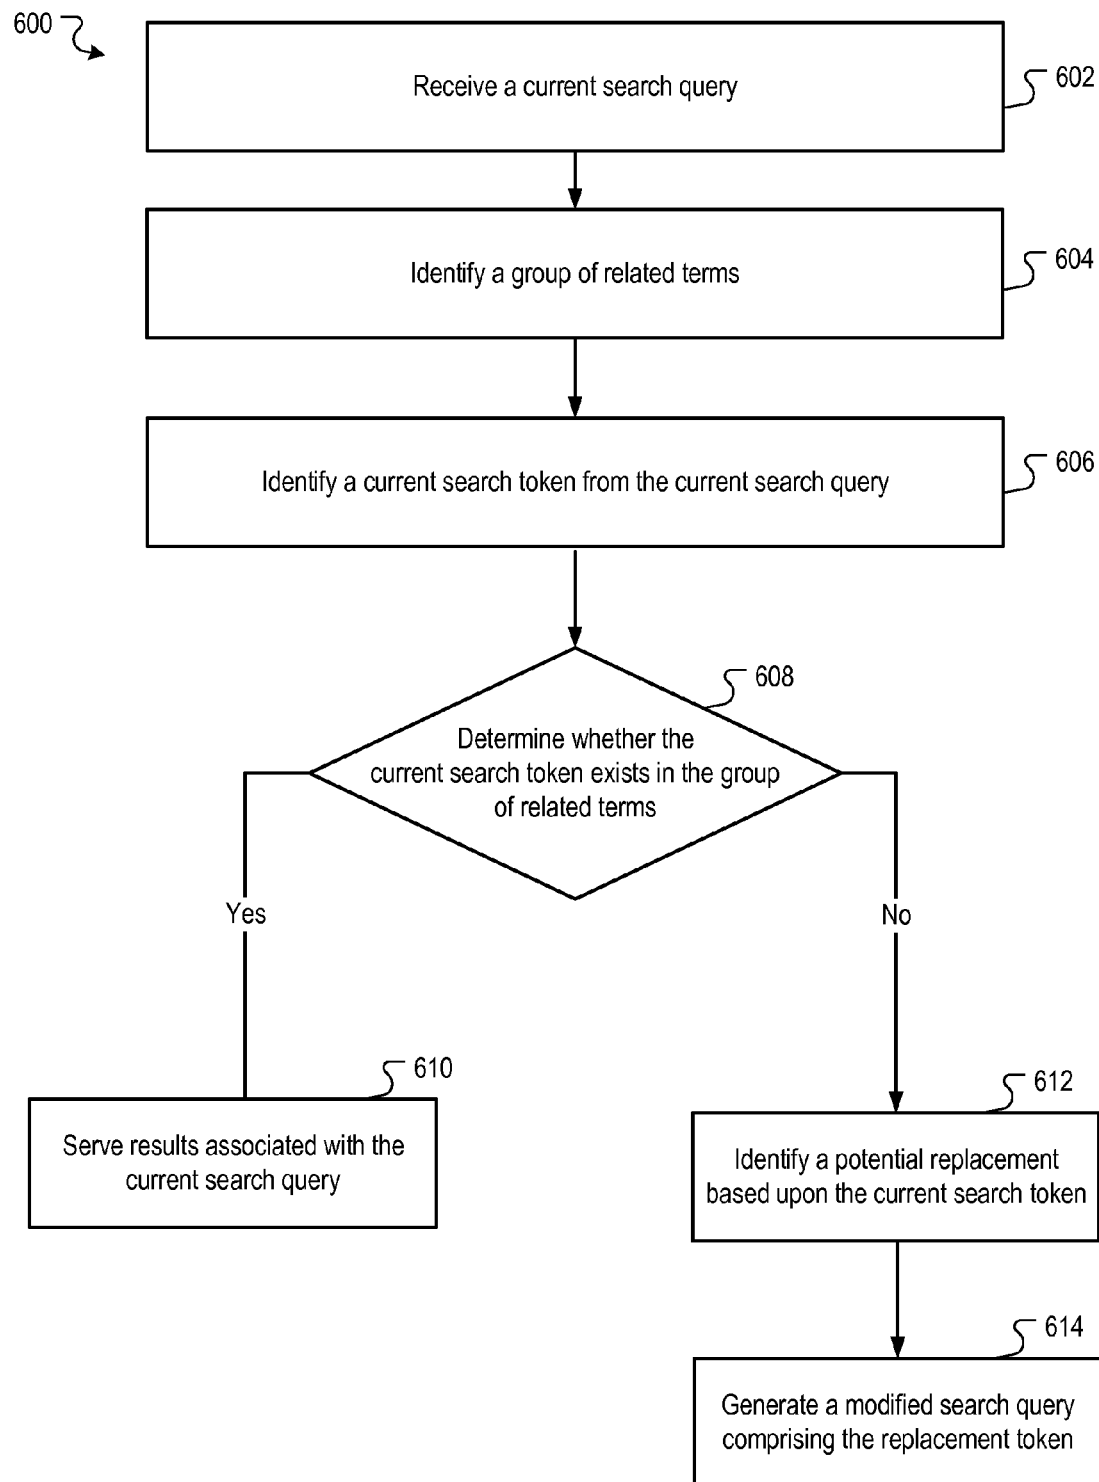 600
Receive a current search query
602
Identify a group of related terms
604
Identify a current search token from the current search query
606
608
Determine whether the
current search token exists in the group
of related terms
Yes
No
610
Serve results associated with the
current search query
612
Identify a potential replacement
based upon the current search token
614
Generate a modified search query
comprising the replacement token